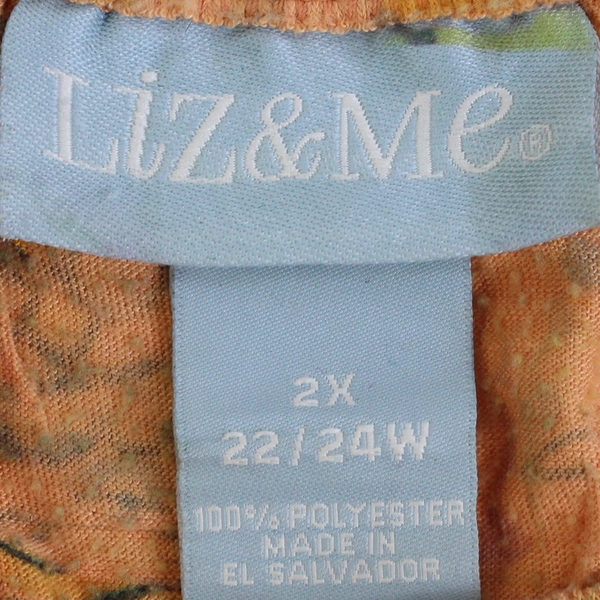 Liz&Me®
2X
22/24W
100% POLYESTER
MADE IN
EL SALVADOR